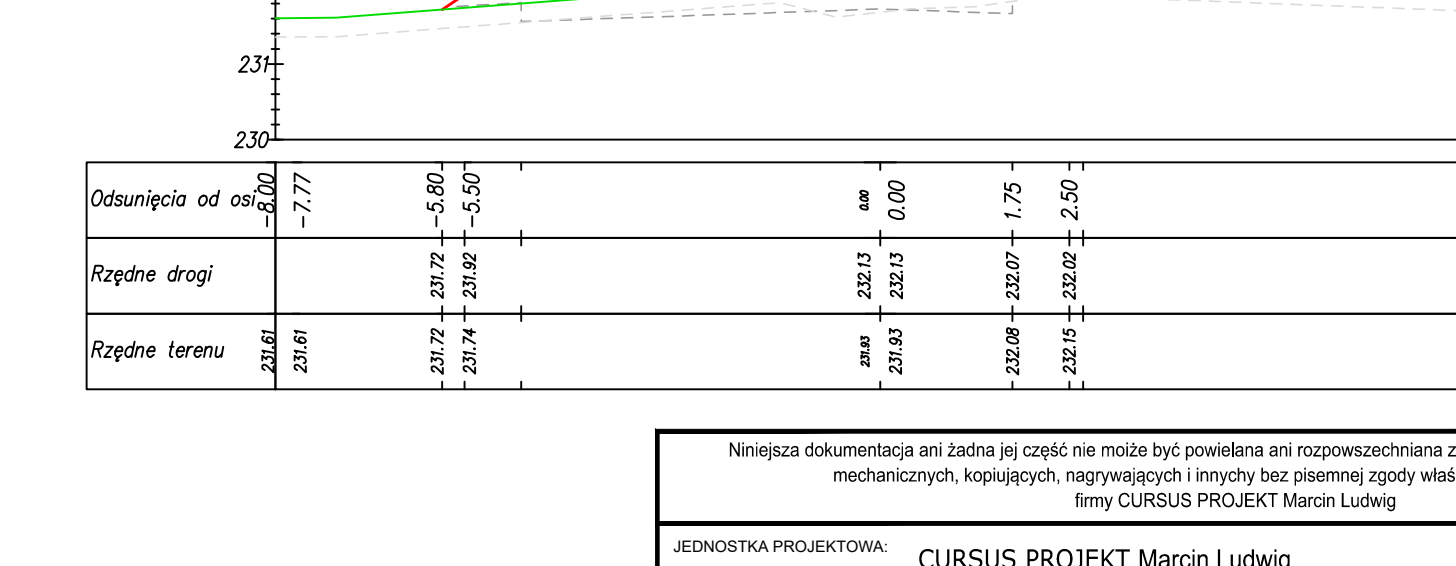 231
230
Odsunięcia od osi -8.00 -7.77 -5.80 -5.50 0.00 0.00 1.75 2.50
Rzędne drogi 231.72 231.92 232.13 232.13 232.07 232.02
Rzędne terenu 231.61 231.61 231.72 231.74 231.93 231.93 232.08 232.15
Niniejsza dokumentacja ani żadna jej część nie moiże być powielana ani rozpowszechniana z
mechanicznych, kopiujących, nagrywających i innychy bez pisemnej zgody właś
firmy CURSUS PROJEKT Marcin Ludwig
JEDNOSTKA PROJEKTOWA: CURSUS PROJEKT Marcin Ludwig